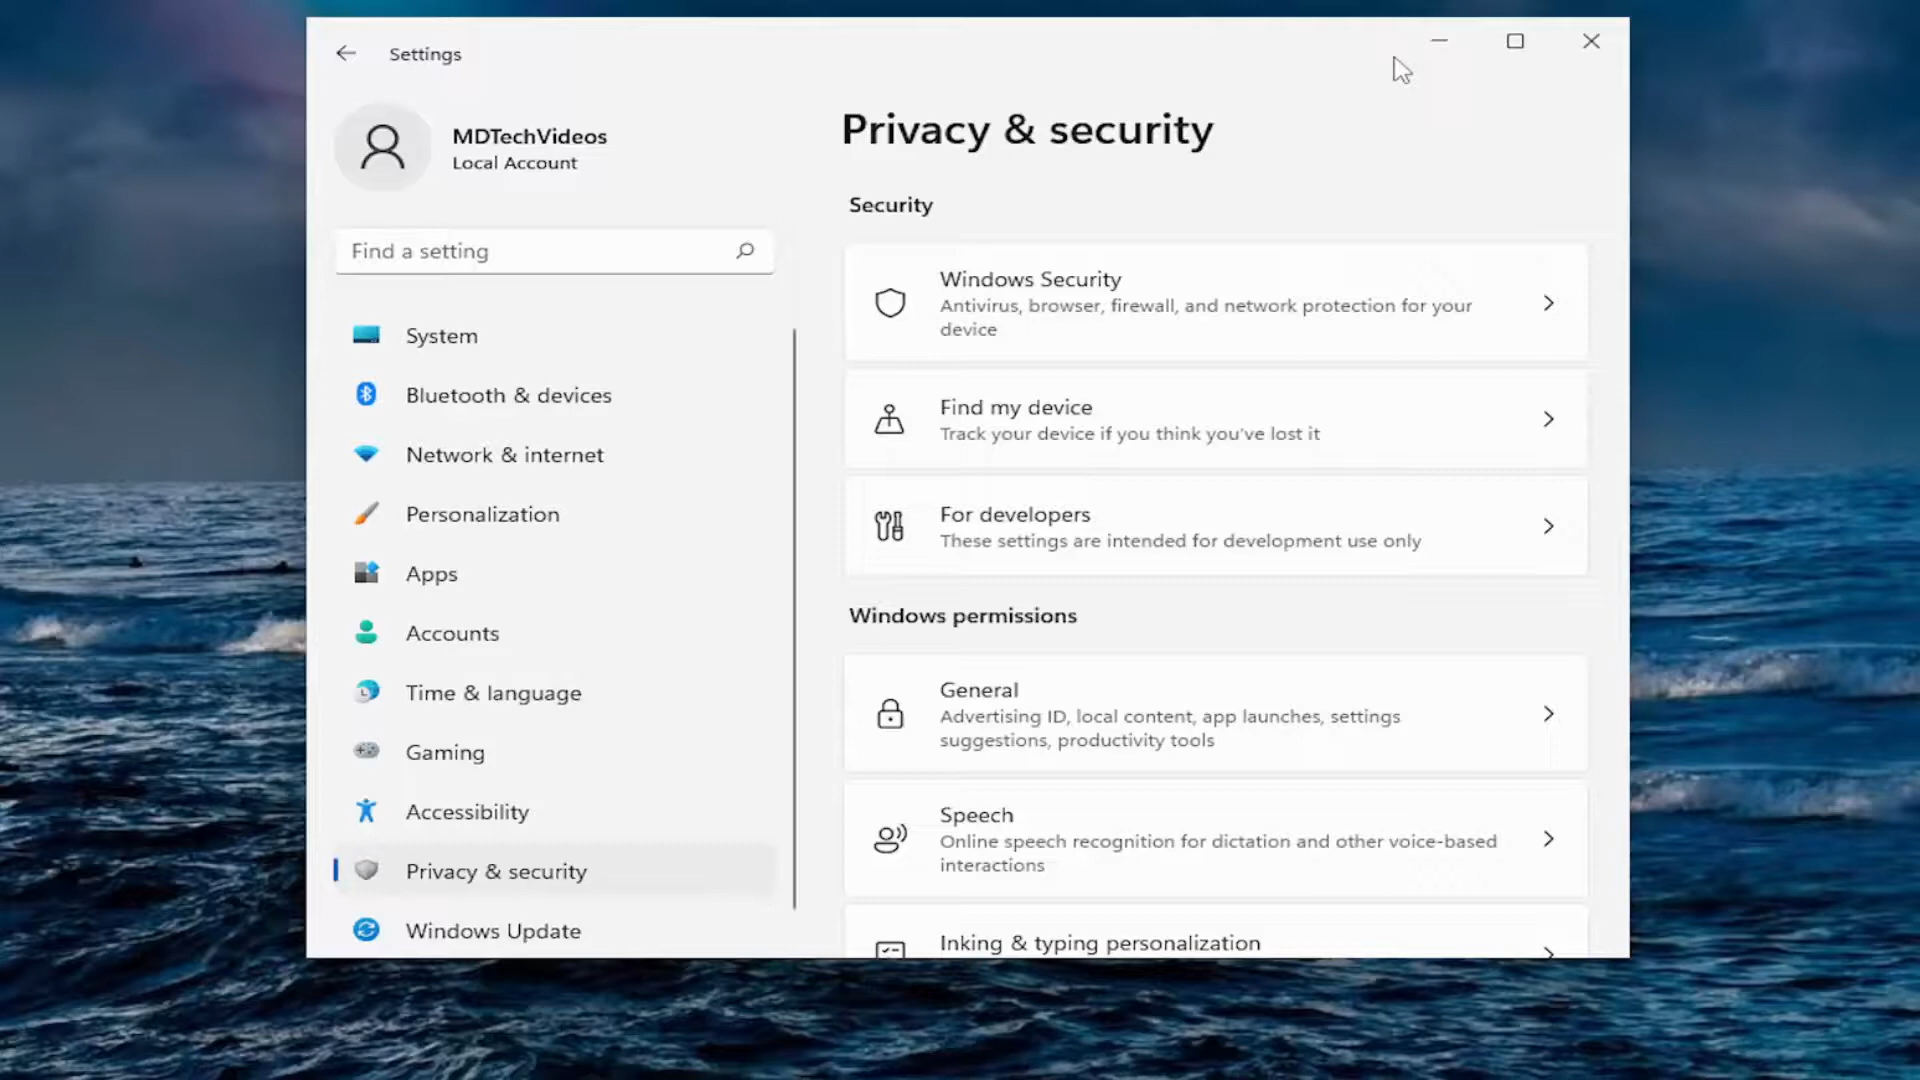 Settings
MDTechVideos
Local Account
Find a setting
System
Bluetooth & devices
Network & internet
Personalization
Apps
Accounts
Time & language
Gaming
Accessibility
Privacy & security
Windows Update
Privacy & security
Security
Windows Security
Antivirus, browser, firewall, and network protection for your
device
Find my device
Track your device if you think you've lost it
For developers
These settings are intended for development use only
Windows permissions
General
Advertising ID, local content, app launches, settings
suggestions, productivity tools
Speech
Online speech recognition for dictation and other voice-based
interactions
Inking & typing personalization